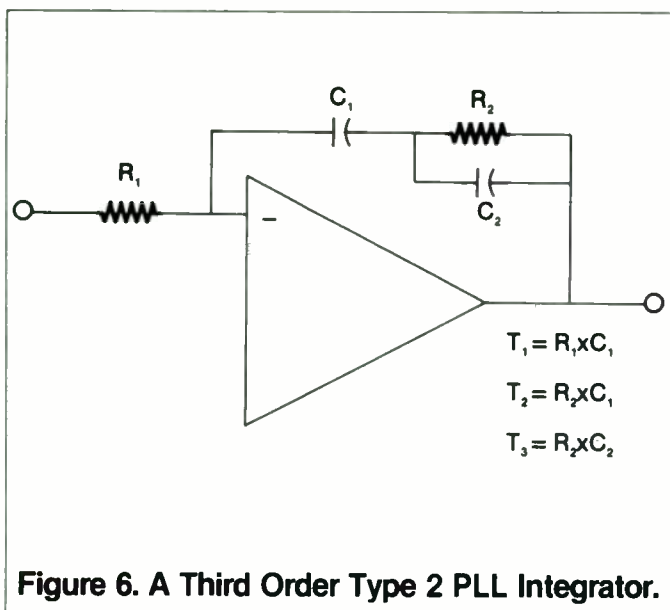 C₁
R₂
R₁
C₂
−
T₁ = R₁xC₁
T₂ = R₂xC₁
T₃ = R₂xC₂
Figure 6. A Third Order Type 2 PLL Integrator.